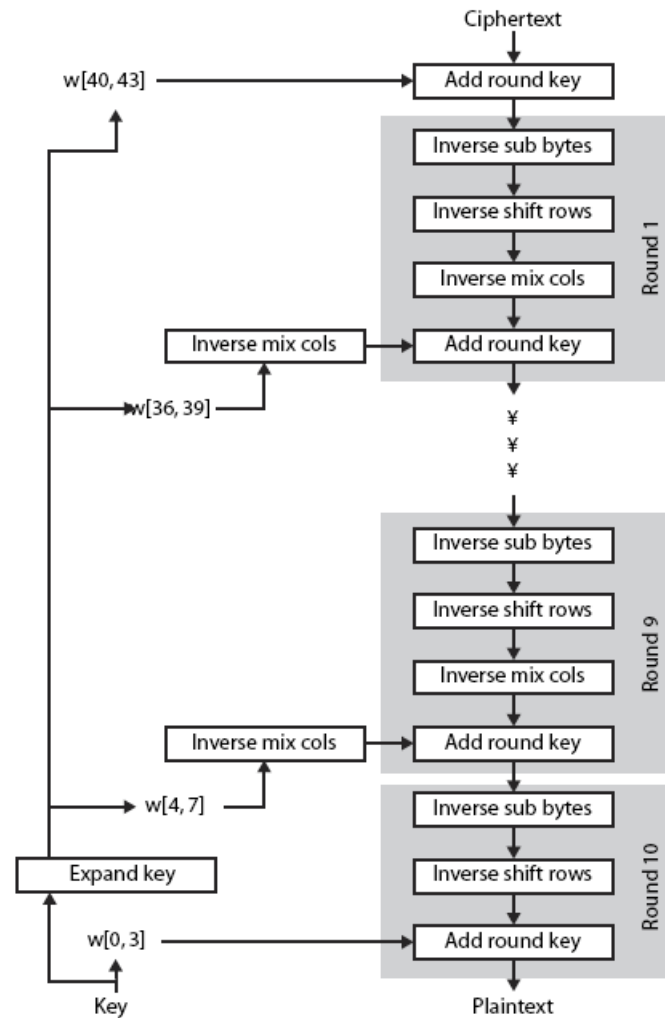 Ciphertext
w[40, 43]
Add round key
Inverse sub bytes
Inverse shift rows
Round 1
Inverse mix cols
Inverse mix cols
Add round key
w[36, 39]
¥
¥
¥
Inverse sub bytes
Inverse shift rows
Round 9
Inverse mix cols
Inverse mix cols
Add round key
w[4, 7]
Inverse sub bytes
Expand key
Inverse shift rows
Round 10
w[0, 3]
Add round key
Key
Plaintext